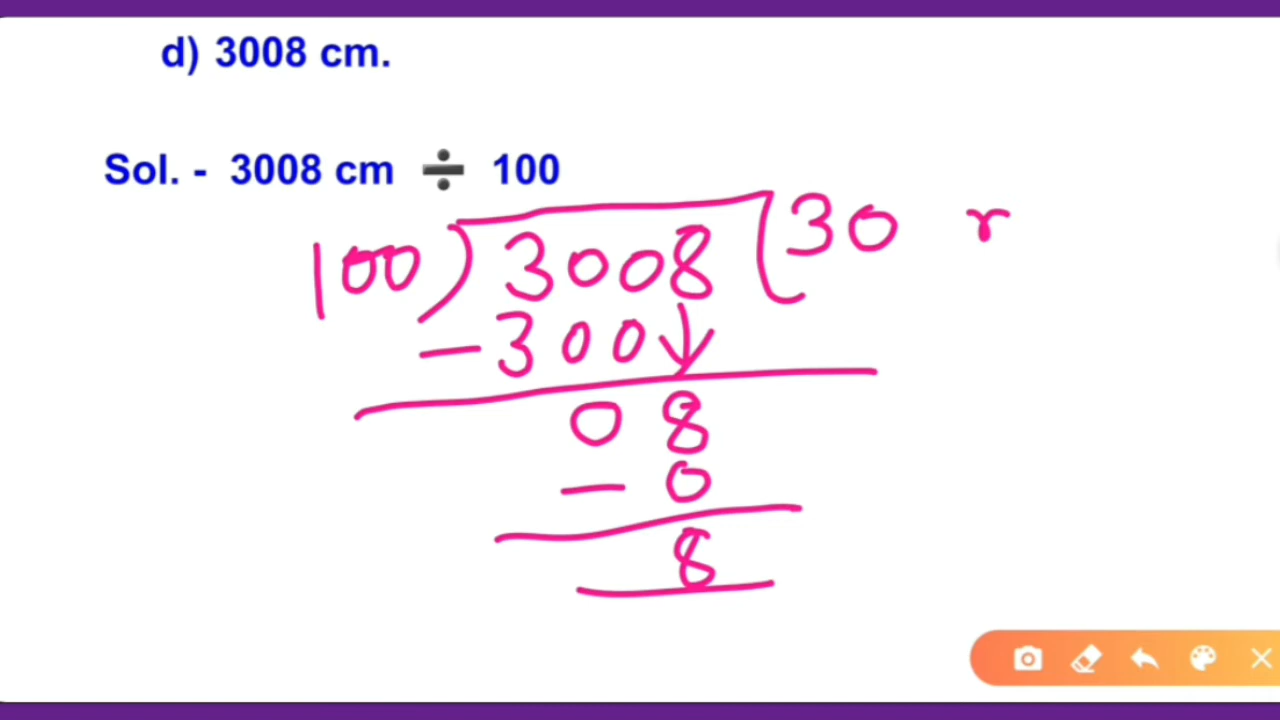 d) 3008 cm.
Sol. - 3008 cm ÷ 100
100 ) 3008 [ 30 r
- 300 ↓
08
- 0
8